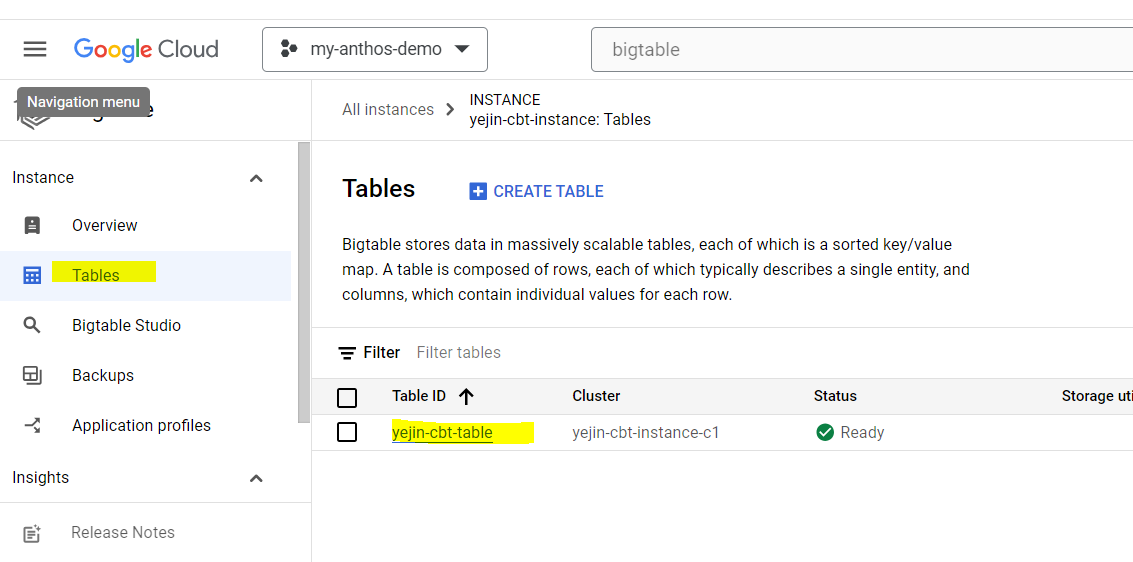 Google Cloud
my-anthos-demo
bigtable
Navigation menu
All instances
INSTANCE
yejin-cbt-instance: Tables
Instance
Overview
Tables
Bigtable Studio
Backups
Application profiles
Insights
Release Notes
Tables
CREATE TABLE
Bigtable stores data in massively scalable tables, each of which is a sorted key/value
map. A table is composed of rows, each of which typically describes a single entity, and
columns, which contain individual values for each row.
Filter Filter tables
Table ID Cluster Status Storage uti
yejin-cbt-table yejin-cbt-instance-c1 Ready